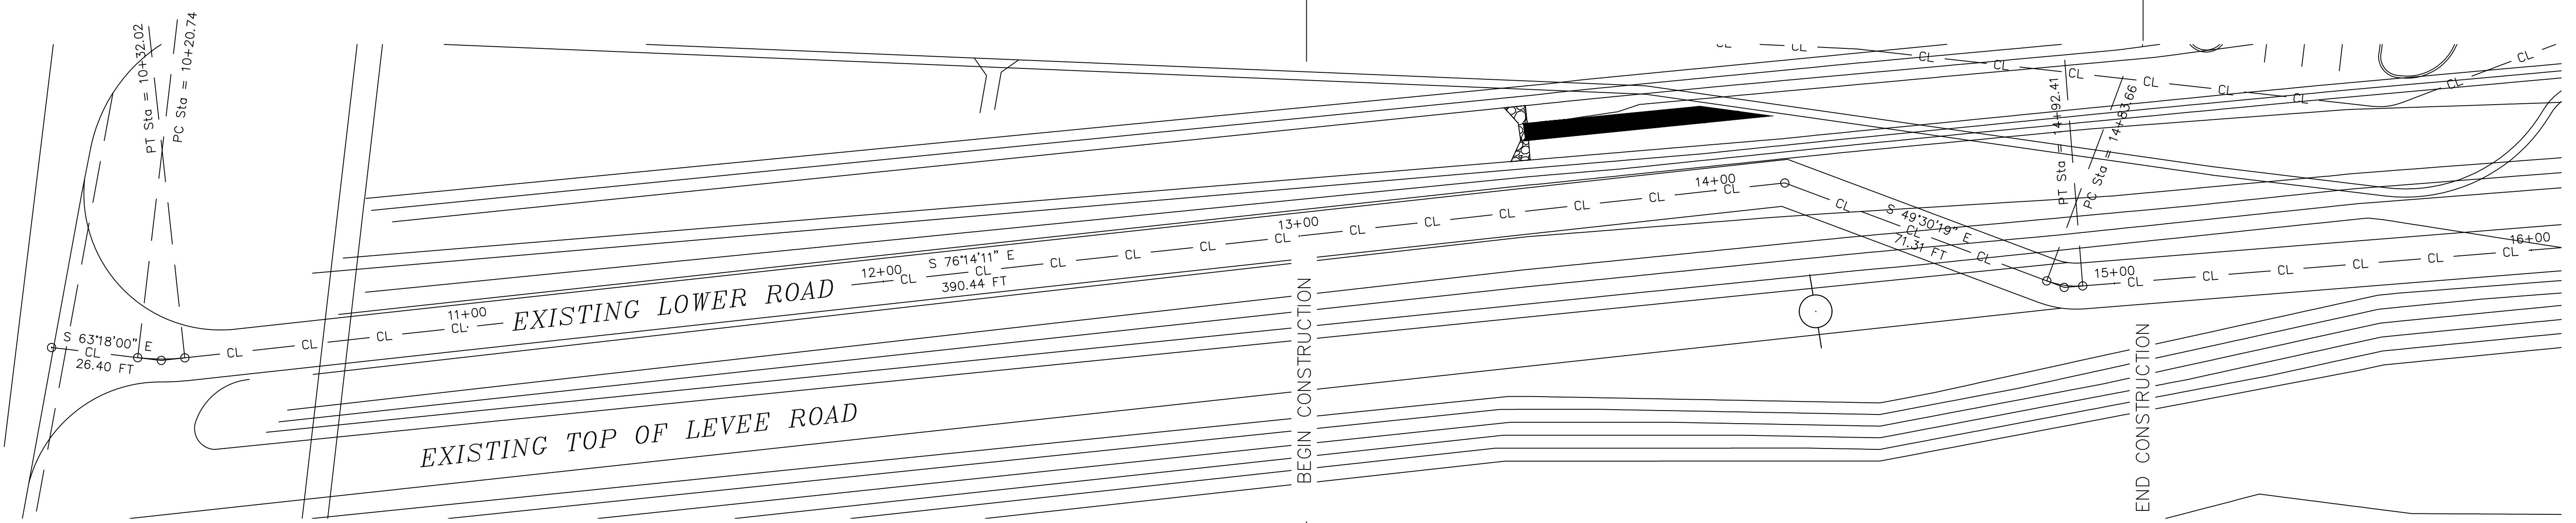 PT Sta = 10+32.02
PC Sta = 10+20.74
S 63°18'00" E
CL
26.40 FT
CL
CL
CL
11+00
CL
EXISTING LOWER ROAD
12+00
CL
S 76°14'11" E
CL
390.44 FT
CL
CL
CL
13+00
CL
CL
CL
CL
CL
CL
CL
14+00
CL
CL
S 49°30'19" E
CL
71.31 FT
CL
PT Sta = 14+92.41
PC Sta = 14+83.66
15+00
CL
CL
CL
CL
CL
CL
16+00
CL
CL
CL
CL
CL
CL
CL
CL
CL
CL
EXISTING TOP OF LEVEE ROAD
BEGIN CONSTRUCTION
END CONSTRUCTION